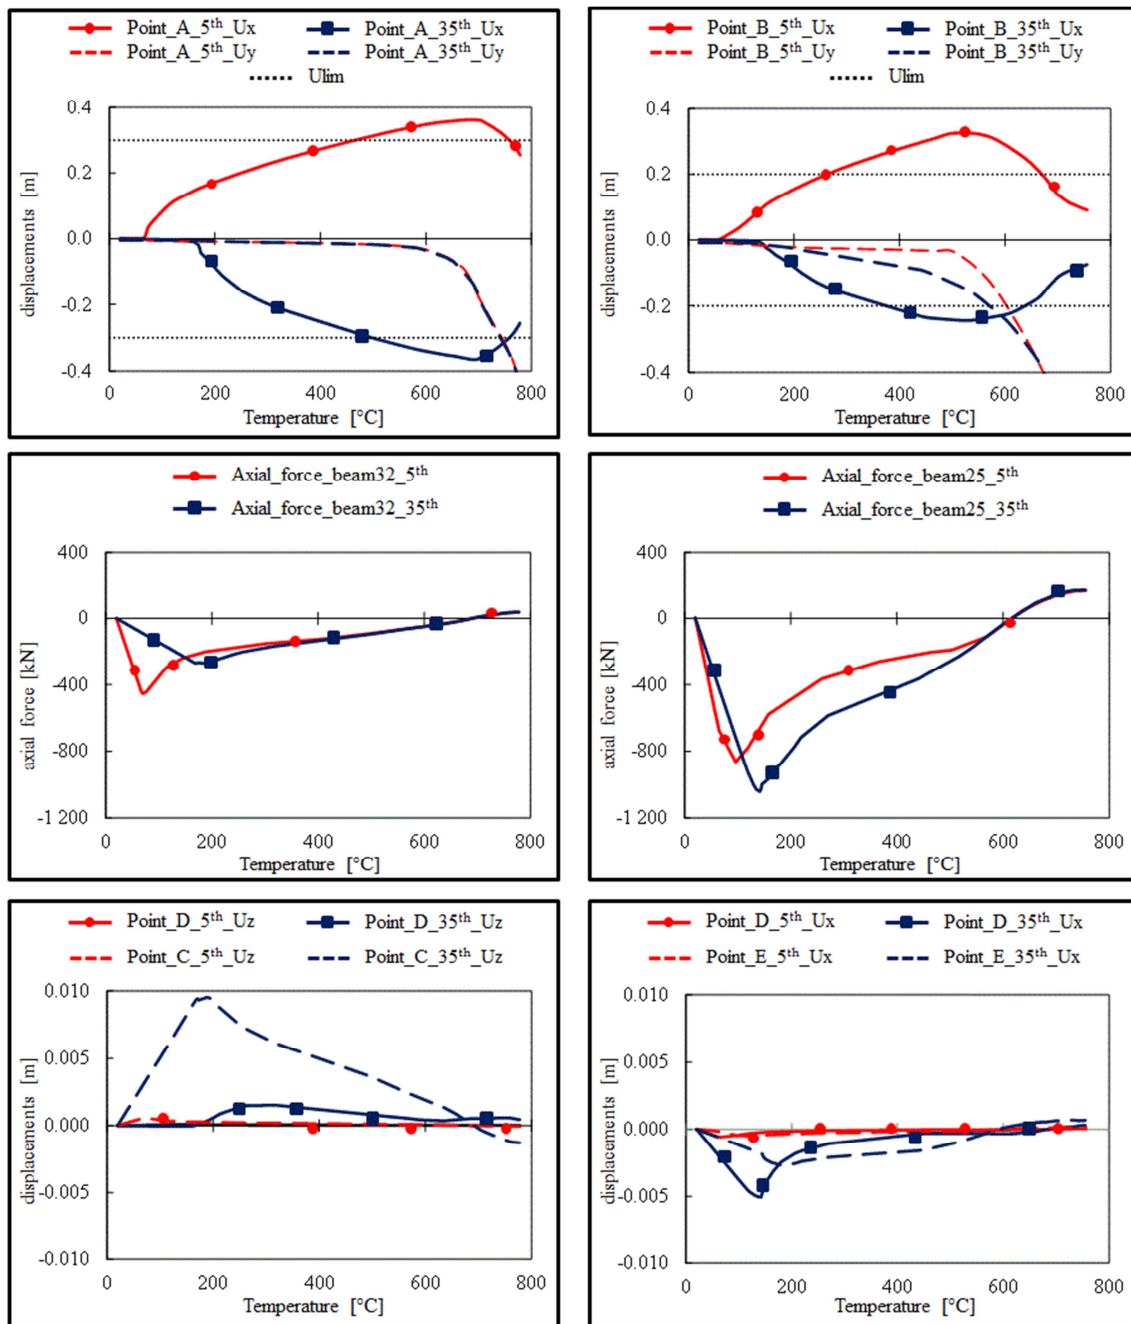 Point_A_5th_Ux Point_A_35th_Ux
Point_A_5th_Uy Point_A_35th_Uy
Ulim
0.4
0.2
0.0
-0.2
-0.4
displacements [m]
0 200 400 600 800
Temperature [°C]
Point_B_5th_Ux Point_B_35th_Ux
Point_B_5th_Uy Point_B_35th_Uy
Ulim
0.4
0.2
0.0
-0.2
-0.4
displacements [m]
0 200 400 600 800
Temperature [°C]
Axial_force_beam32_5th
Axial_force_beam32_35th
400
0
-400
-800
-1 200
axial force [kN]
0 200 400 600 800
Temperature [°C]
Axial_force_beam25_5th
Axial_force_beam25_35th
400
0
-400
-800
-1 200
axial force [kN]
0 200 400 600 800
Temperature [°C]
Point_D_5th_Uz Point_D_35th_Uz
Point_C_5th_Uz Point_C_35th_Uz
0.010
0.005
0.000
-0.005
-0.010
displacements [m]
0 200 400 600 800
Temperature [°C]
Point_D_5th_Ux Point_D_35th_Ux
Point_E_5th_Ux Point_E_35th_Ux
0.010
0.005
0.000
-0.005
-0.010
displacements [m]
0 200 400 600 800
Temperature [°C]